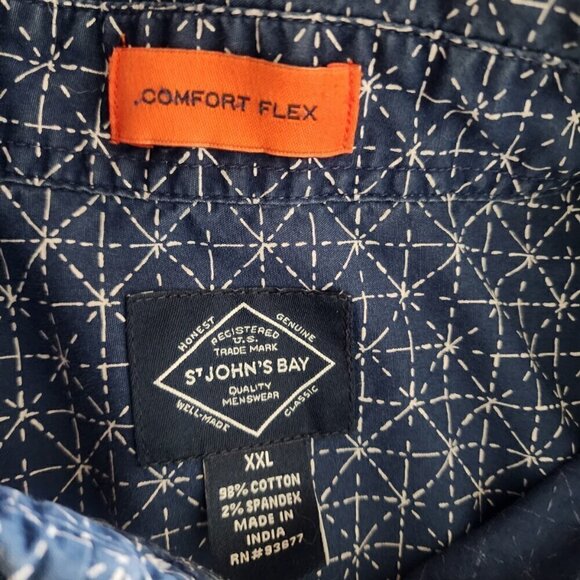 COMFORT FLEX
HONEST
GENUINE
REGISTERED
U.S.
TRADE MARK
ST JOHN'S BAY
QUALITY
MENSWEAR
WELL-MADE
CLASSIC
XXL
98% COTTON
2% SPANDEX
MADE IN
INDIA
RN#93677